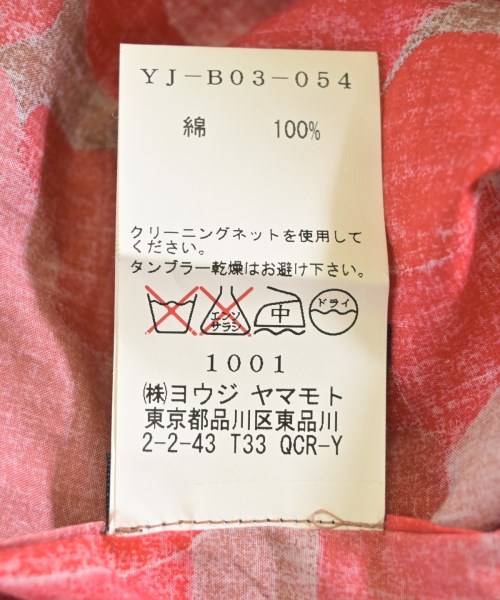 YJ-B03-054
綿 100%
クリーニングネットを使用して
ください。
タンブラー乾燥はお避け下さい。
エンソ
サラシ
中
ドライ
1001
㈱ヨウジ ヤマモト
東京都品川区東品川
2-2-43 T33 QCR-Y